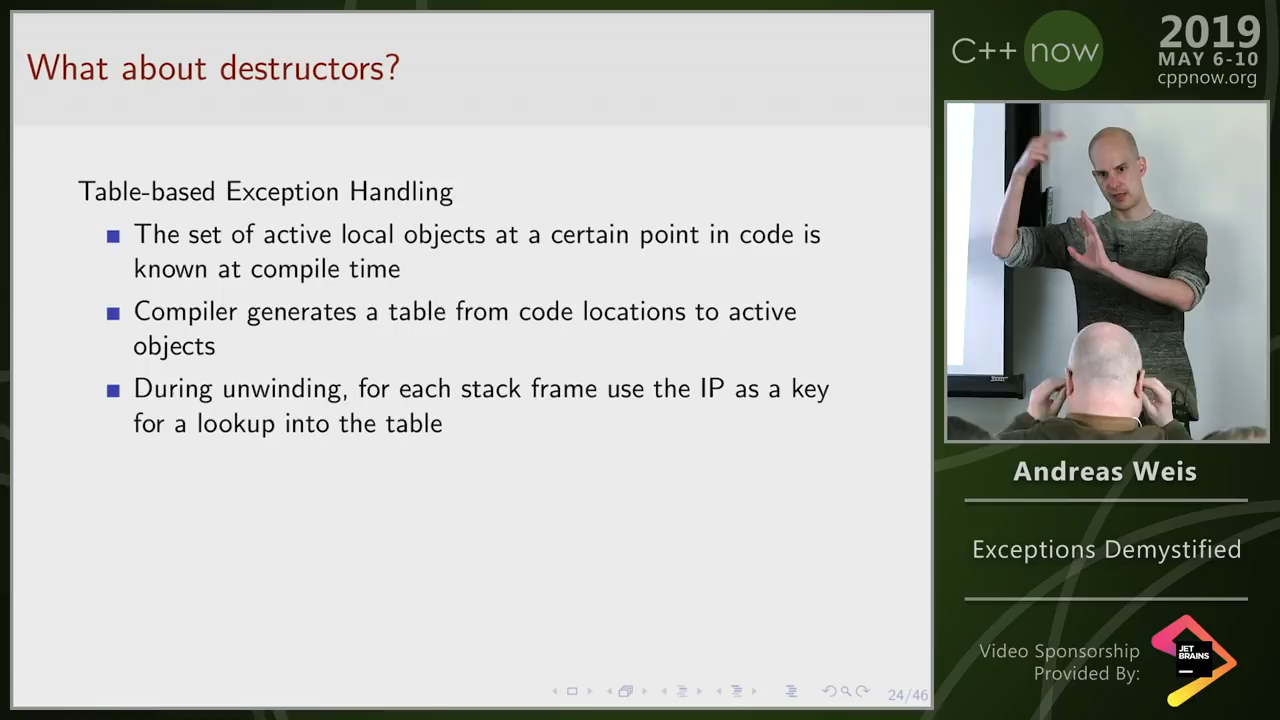 What about destructors?
Table-based Exception Handling
The set of active local objects at a certain point in code is
known at compile time
Compiler generates a table from code locations to active
objects
During unwinding, for each stack frame use the IP as a key
for a lookup into the table
24/46
C++ now
2019
MAY 6-10
cppnow.org
Andreas Weis
Exceptions Demystified
Video Sponsorship
Provided By:
JET
BRAINS